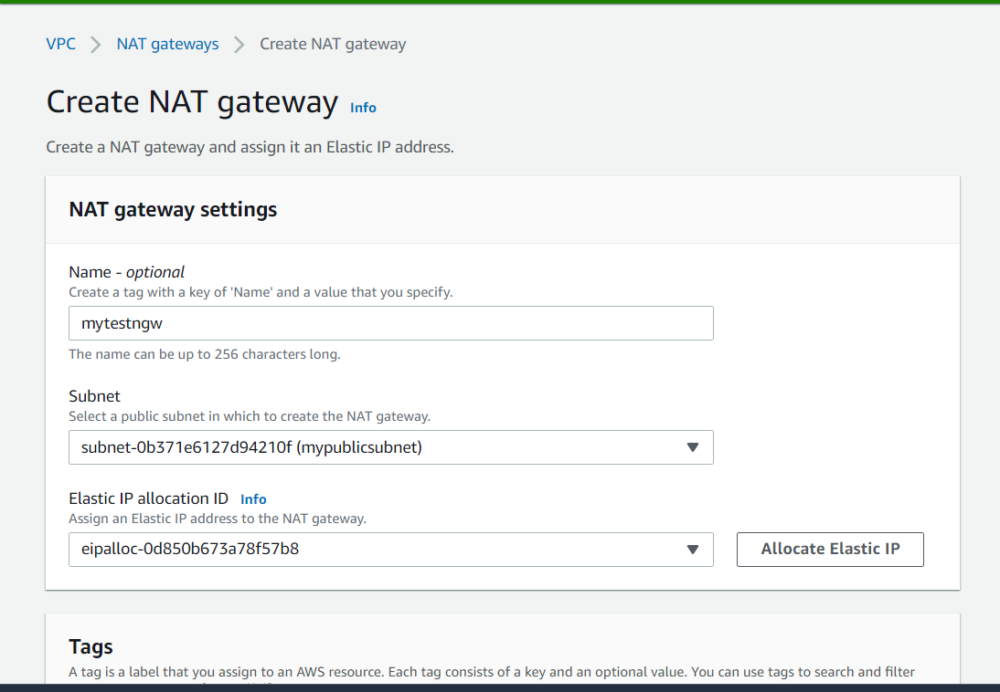 VPC > NAT gateways > Create NAT gateway
Create NAT gateway Info
Create a NAT gateway and assign it an Elastic IP address.
NAT gateway settings
Name - optional
Create a tag with a key of 'Name' and a value that you specify.
mytestngw
The name can be up to 256 characters long.
Subnet
Select a public subnet in which to create the NAT gateway.
subnet-0b371e6127d94210f (mypublicsubnet)
Elastic IP allocation ID Info
Assign an Elastic IP address to the NAT gateway.
eipalloc-0d850b673a78f57b8
Allocate Elastic IP
Tags
A tag is a label that you assign to an AWS resource. Each tag consists of a key and an optional value. You can use tags to search and filter